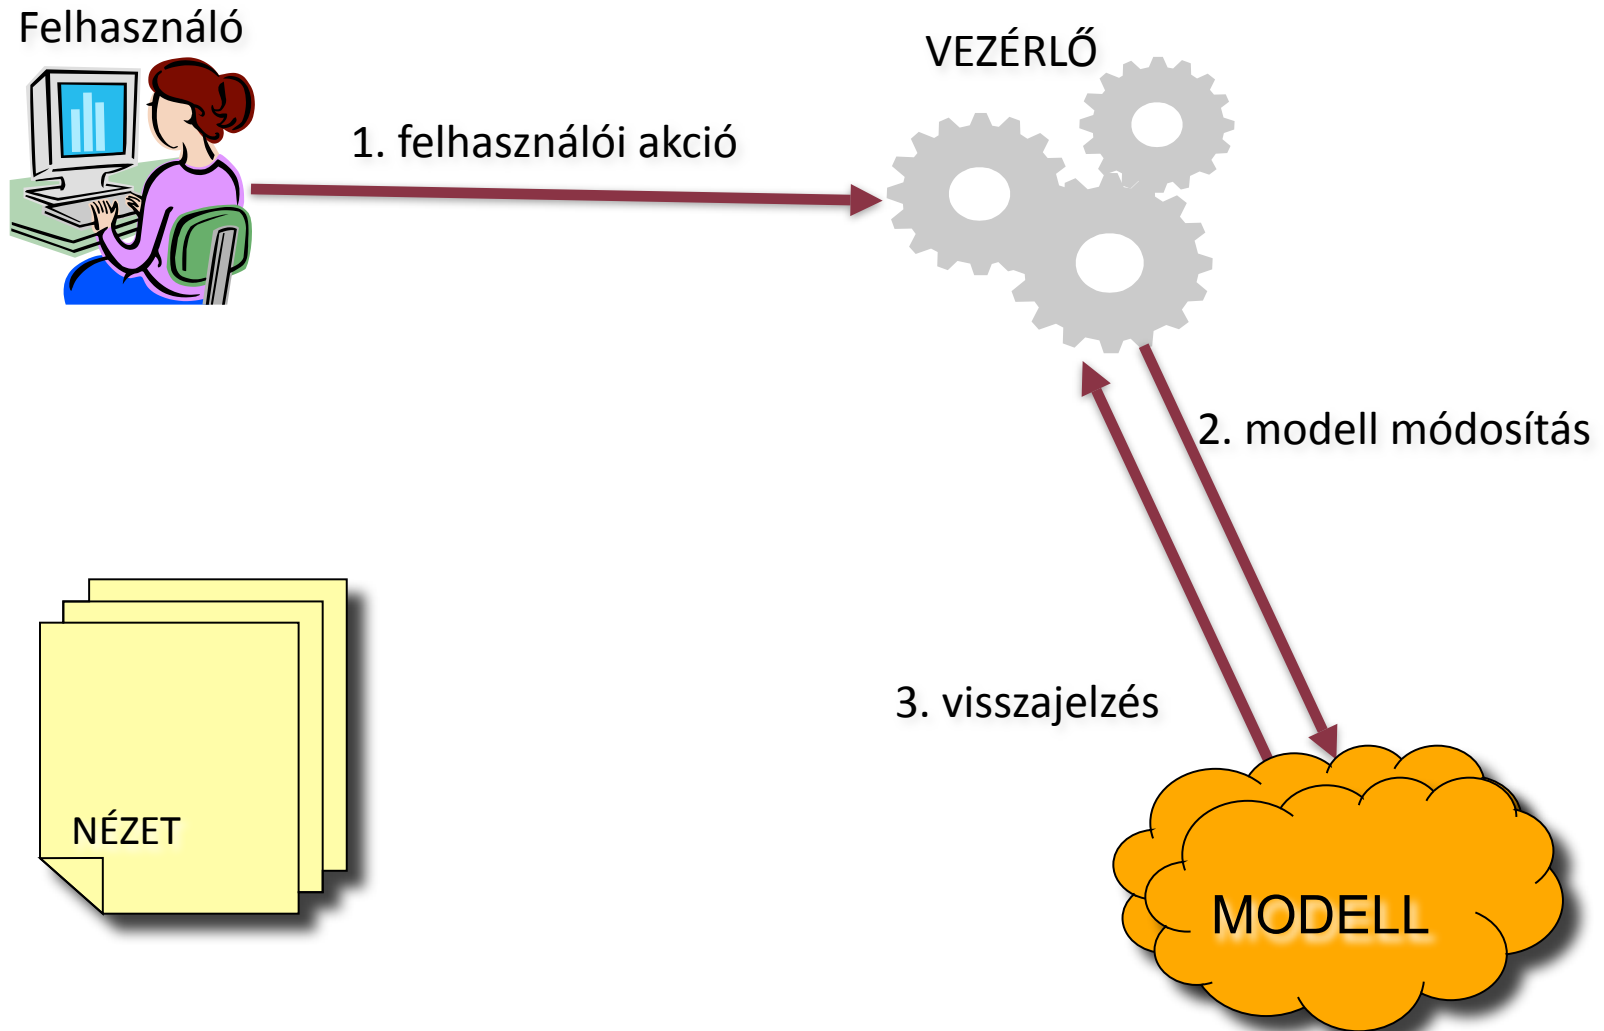 Felhasználó
VEZÉRLŐ
1. felhasználói akció
2. modell módosítás
3. visszajelzés
NÉZET
MODELL